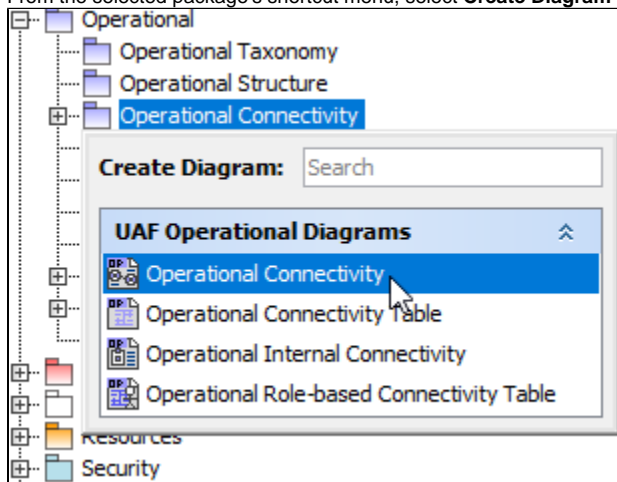 From the selected package's shortcut menu, select Create Diagram
Operational
Operational Taxonomy
Operational Structure
Operational Connectivity
Create Diagram: Search
UAF Operational Diagrams
Operational Connectivity
Operational Connectivity Table
Operational Internal Connectivity
Operational Role-based Connectivity Table
Resources
Security